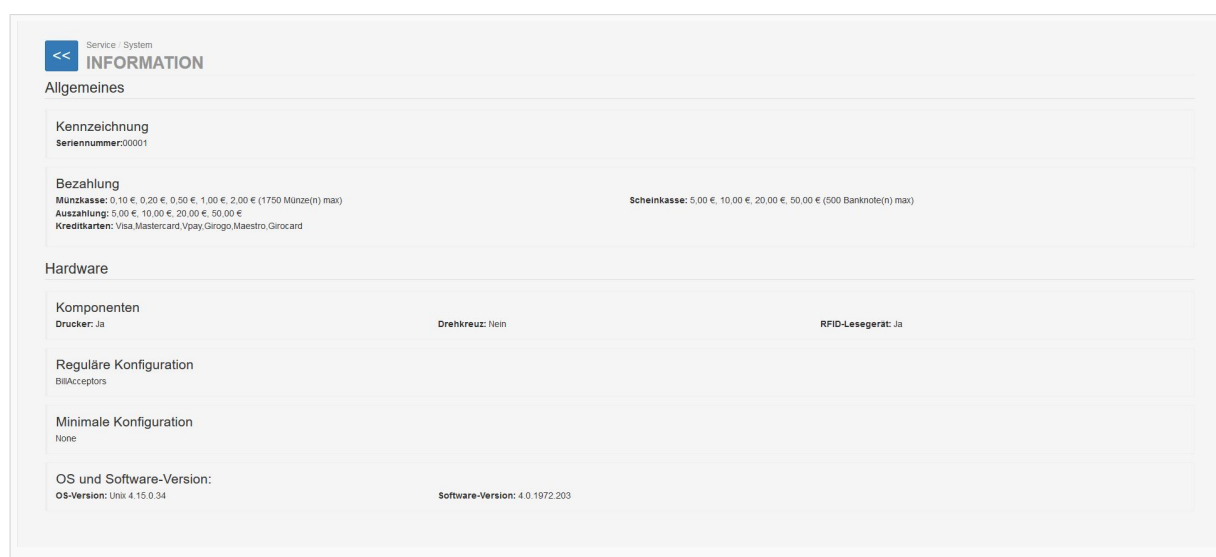 <<
Service / System
INFORMATION
Allgemeines
Kennzeichnung
Seriennummer:00001
Bezahlung
Münzkasse: 0,10 €, 0,20 €, 0,50 €, 1,00 €, 2,00 € (1750 Münze(n) max)
Scheinkasse: 5,00 €, 10,00 €, 20,00 €, 50,00 € (500 Banknote(n) max)
Auszahlung: 5,00 €, 10,00 €, 20,00 €, 50,00 €
Kreditkarten: Visa,Mastercard,Vpay,Girogo,Maestro,Girocard
Hardware
Komponenten
Drucker: Ja
Drehkreuz: Nein
RFID-Lesegerät: Ja
Reguläre Konfiguration
BillAcceptors
Minimale Konfiguration
None
OS und Software-Version:
OS-Version: Unix 4.15.0.34
Software-Version: 4.0.1972.203